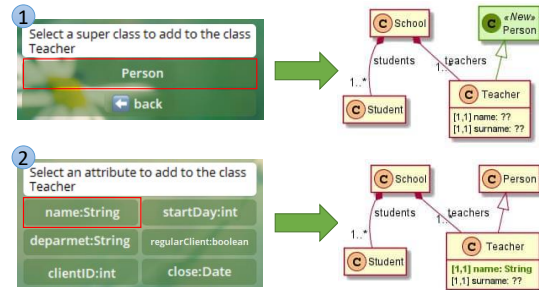 1
Select a super class to add to the class
Teacher
Person
back
C School
C «New»
Person
students
teachers
1..*
1..*
C Student
C Teacher
[1,1] name: ??
[1,1] surname: ??
2
Select an attribute to add to the class
Teacher
name:String
startDay:int
deparmet:String
regularClient:boolean
clientID:int
close:Date
C School
C Person
students
teachers
1..*
1..*
C Student
C Teacher
[1,1] name: String
[1,1] surname: ??